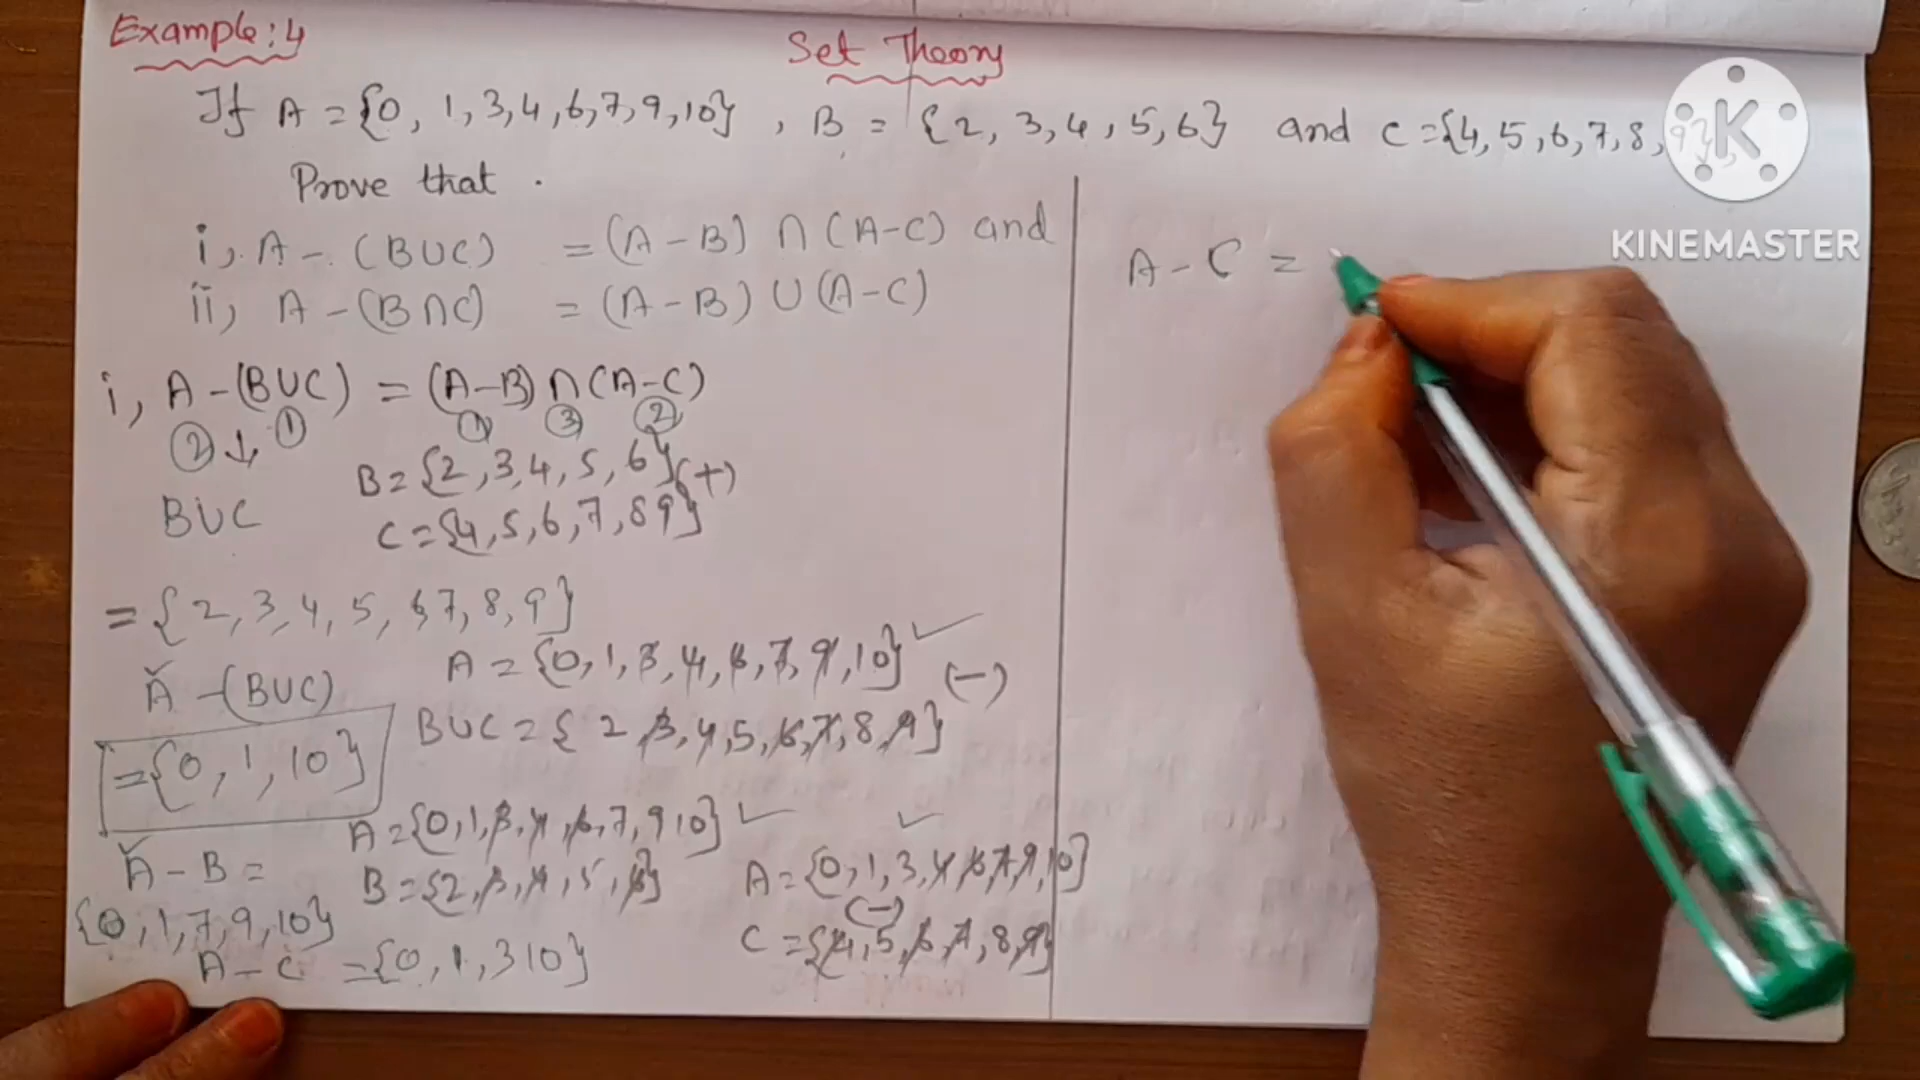 Example: 4
Set Theory
If A = {0, 1, 3, 4, 6, 7, 9, 10} , B = {2, 3, 4, 5, 6} and C = {4, 5, 6, 7, 8, 9},
Prove that .
i, A - (B∪C) = (A - B) ∩ (A - C) and
ii, A - (B∩C) = (A - B) ∪ (A - C)
i, A - (B∪C) = (A - B) ∩ (A - C)
② ↓ ① ① ③ ②
B = {2, 3, 4, 5, 6} (+)
B∪C
C = {4, 5, 6, 7, 8 9}
= {2, 3, 4, 5, 6, 7, 8, 9}
A = {0, 1, 3, 4, 6, 7, 9, 10} ✓
A - (B∪C) (-)
B∪C = { 2 3, 4, 5, 6, 7, 8, 9}
= {0, 1, 10}
A = {0, 1, 3, 4, 6, 7, 9 10} ✓
A - B =
B = {2, 3, 4, 5, 6}
{0, 1, 7, 9, 10}
A - C = {0, 1, 3 10}
✓
A = {0, 1, 3, 4 6, 7, 9, 10}
(-)
C = {4, 5, 6, 7, 8, 9}
A - C =
K
KINEMASTER